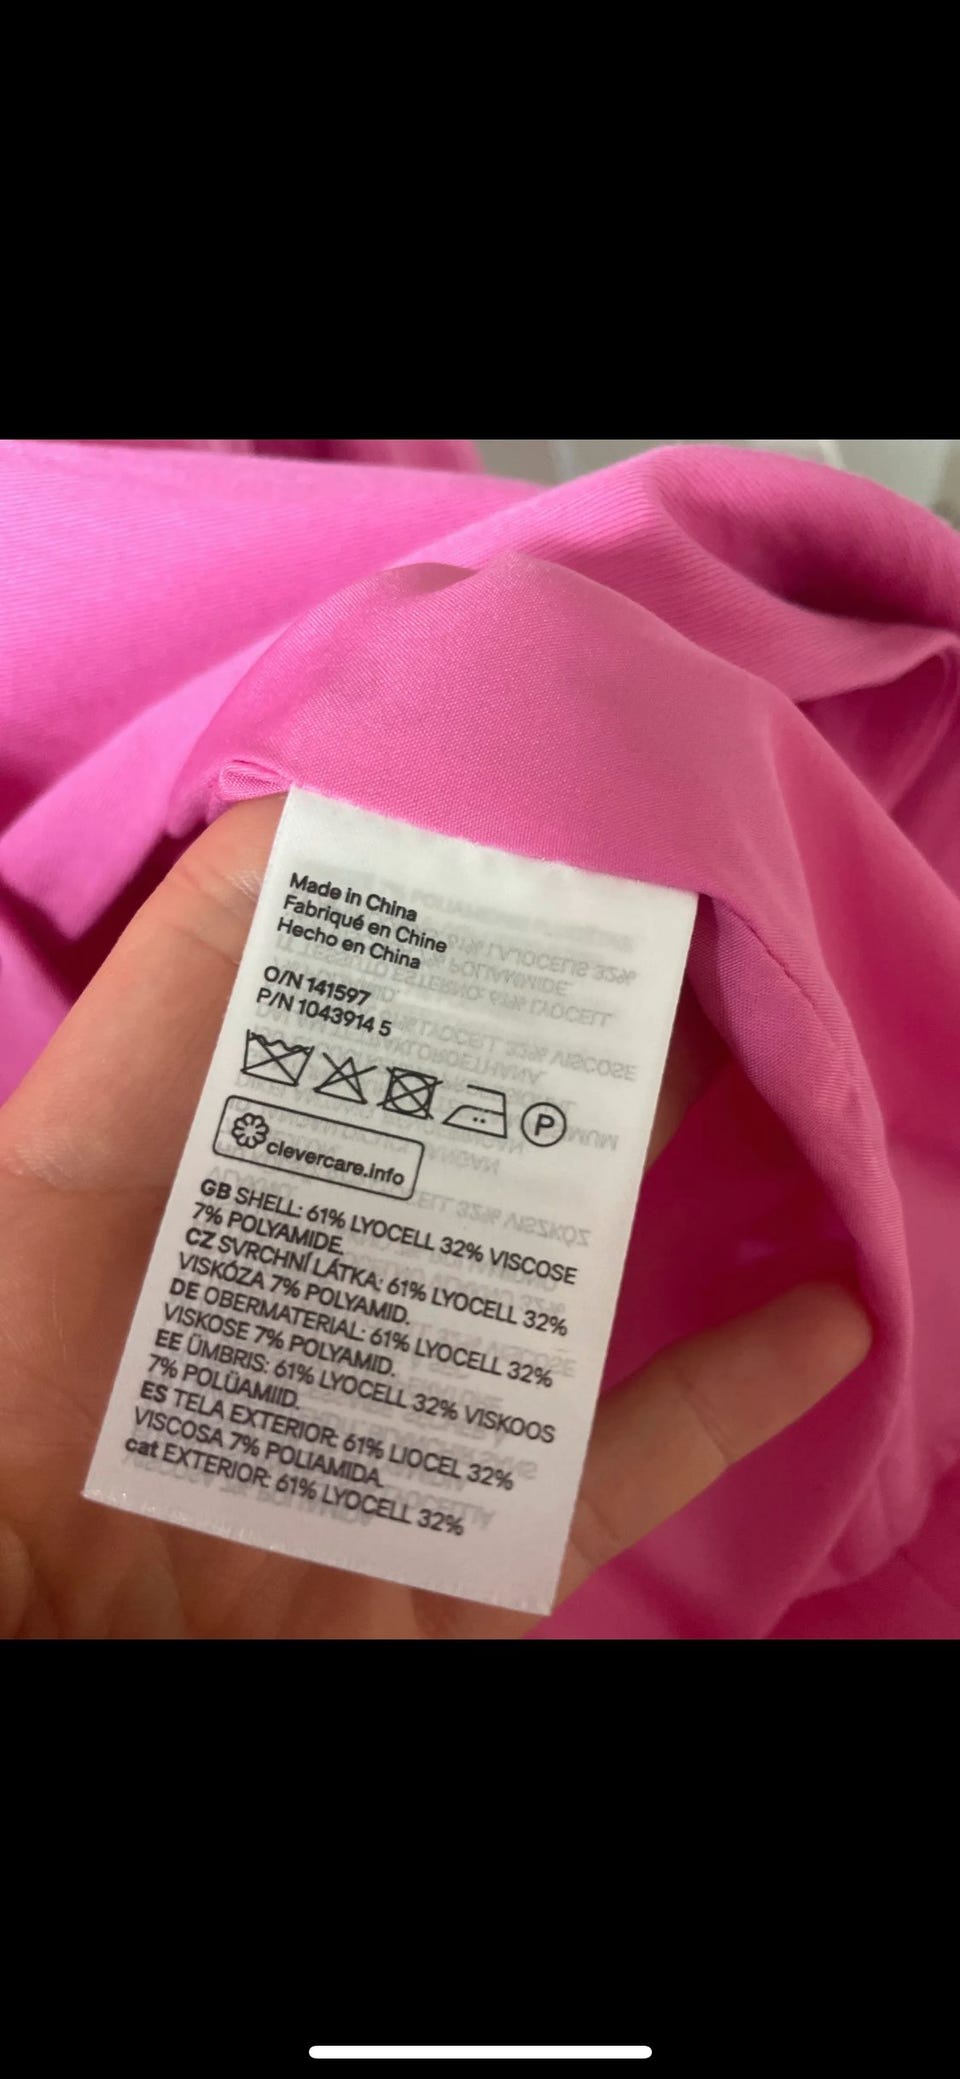 Made in China
Fabriqué en Chine
Hecho en China
O/N 141597
P/N 1043914 5
P
clevercare.info
GB SHELL: 61% LYOCELL 32% VISCOSE
7% POLYAMIDE.
CZ SVRCHNÍ LÁTKA: 61% LYOCELL 32%
VISKÓZA 7% POLYAMID.
DE OBERMATERIAL: 61% LYOCELL 32%
VISKOSE 7% POLYAMID.
EE ÜMBRIS: 61% LYOCELL 32% VISKOOS
7% POLÜAMIID.
ES TELA EXTERIOR: 61% LIOCEL 32%
VISCOSA 7% POLIAMIDA.
cat EXTERIOR: 61% LYOCELL 32%